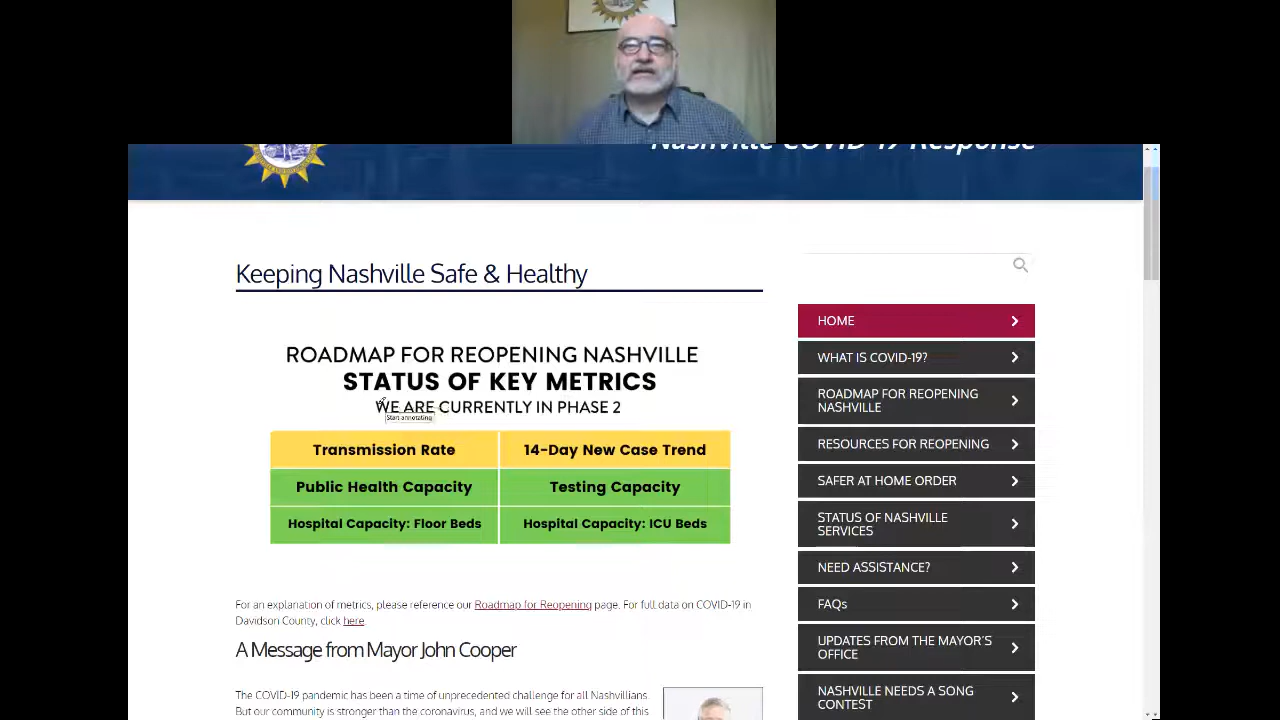 Nashville COVID-19 Response
Keeping Nashville Safe & Healthy
ROADMAP FOR REOPENING NASHVILLE
STATUS OF KEY METRICS
WE ARE CURRENTLY IN PHASE 2
Start annotating
Transmission Rate
14-Day New Case Trend
Public Health Capacity
Testing Capacity
Hospital Capacity: Floor Beds
Hospital Capacity: ICU Beds
For an explanation of metrics, please reference our Roadmap for Reopening page. For full data on COVID-19 in
Davidson County, click here.
A Message from Mayor John Cooper
The COVID-19 pandemic has been a time of unprecedented challenge for all Nashvillians.
But our community is stronger than the coronavirus, and we will see the other side of this
HOME
WHAT IS COVID-19?
ROADMAP FOR REOPENING
NASHVILLE
RESOURCES FOR REOPENING
SAFER AT HOME ORDER
STATUS OF NASHVILLE
SERVICES
NEED ASSISTANCE?
FAQs
UPDATES FROM THE MAYOR'S
OFFICE
NASHVILLE NEEDS A SONG
CONTEST